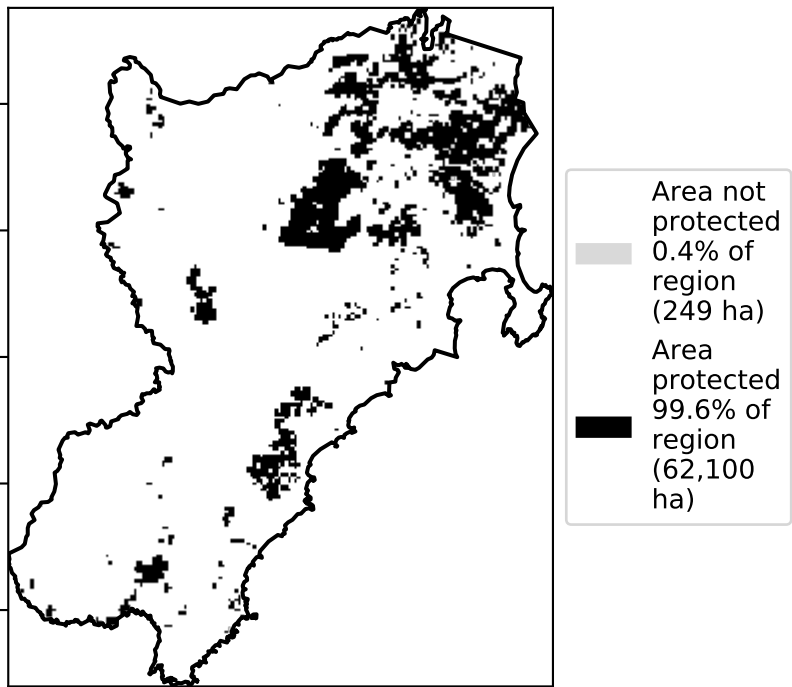 Area not
protected
0.4% of
region
(249 ha)
Area
protected
99.6% of
region
(62,100
ha)